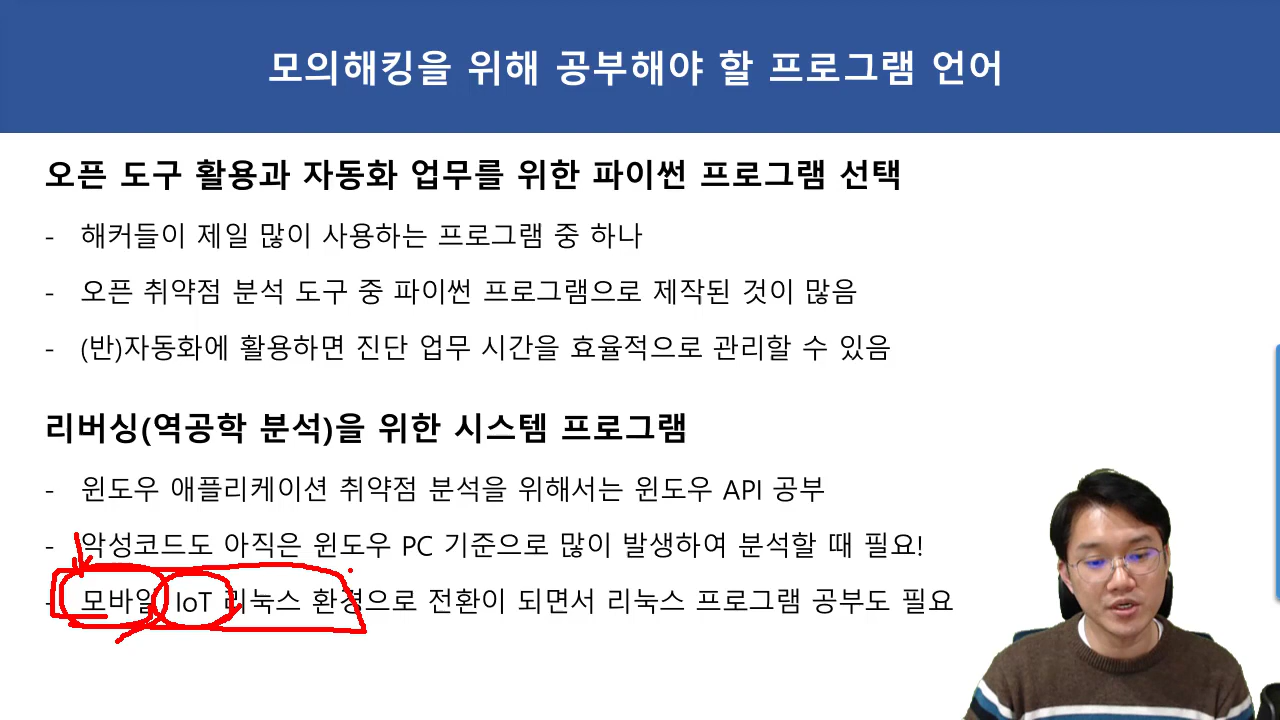 모의해킹을 위해 공부해야 할 프로그램 언어
오픈 도구 활용과 자동화 업무를 위한 파이썬 프로그램 선택
- 해커들이 제일 많이 사용하는 프로그램 중 하나
- 오픈 취약점 분석 도구 중 파이썬 프로그램으로 제작된 것이 많음
- (반)자동화에 활용하면 진단 업무 시간을 효율적으로 관리할 수 있음
리버싱(역공학 분석)을 위한 시스템 프로그램
- 윈도우 애플리케이션 취약점 분석을 위해서는 윈도우 API 공부
- 악성코드도 아직은 윈도우 PC 기준으로 많이 발생하여 분석할 때 필요!
- 모바일 IoT 리눅스 환경으로 전환이 되면서 리눅스 프로그램 공부도 필요